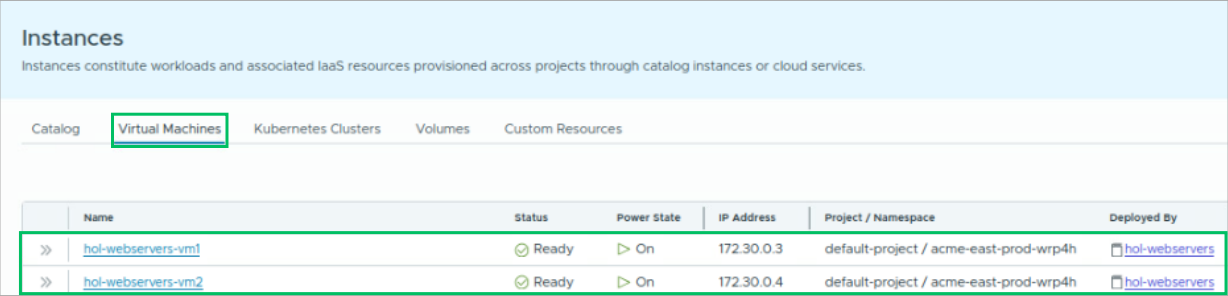 Instances
Instances constitute workloads and associated IaaS resources provisioned across projects through catalog instances or cloud services.
Catalog Virtual Machines Kubernetes Clusters Volumes Custom Resources
Name Status Power State IP Address Project / Namespace Deployed By
hol-webservers-vm1 Ready On 172.30.0.3 default-project / acme-east-prod-wrp4h hol-webservers
hol-webservers-vm2 Ready On 172.30.0.4 default-project / acme-east-prod-wrp4h hol-webservers